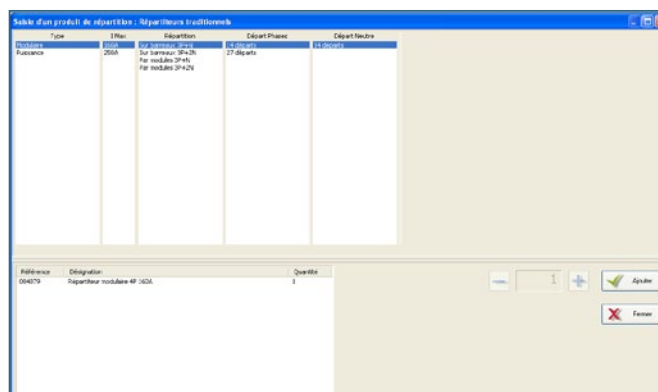 Saisie d'un produit de répartition : Répartiteurs traditionnels
Type I Max Répartition Départ Phases Départ Neutre
Modulaire 160A Sur barreaux 3P+N 14 départs 14 départs
Puissance 250A Sur barreaux 3P+2N 27 départs
Par modules 3P+N
Par modules 3P+2N
Référence Désignation Quantité
004879 Répartiteur modulaire 4P 160A 1
1
Ajouter
Fermer